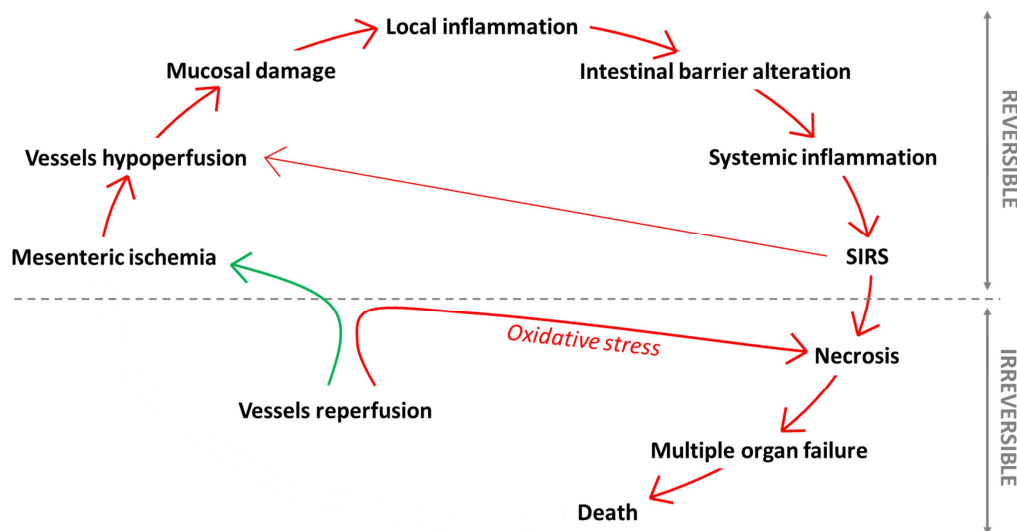 Local inflammation
Mucosal damage
Intestinal barrier alteration
Vessels hypoperfusion
Systemic inflammation
Mesenteric ischemia
SIRS
REVERSIBLE
Oxidative stress
Necrosis
Vessels reperfusion
Multiple organ failure
Death
IRREVERSIBLE